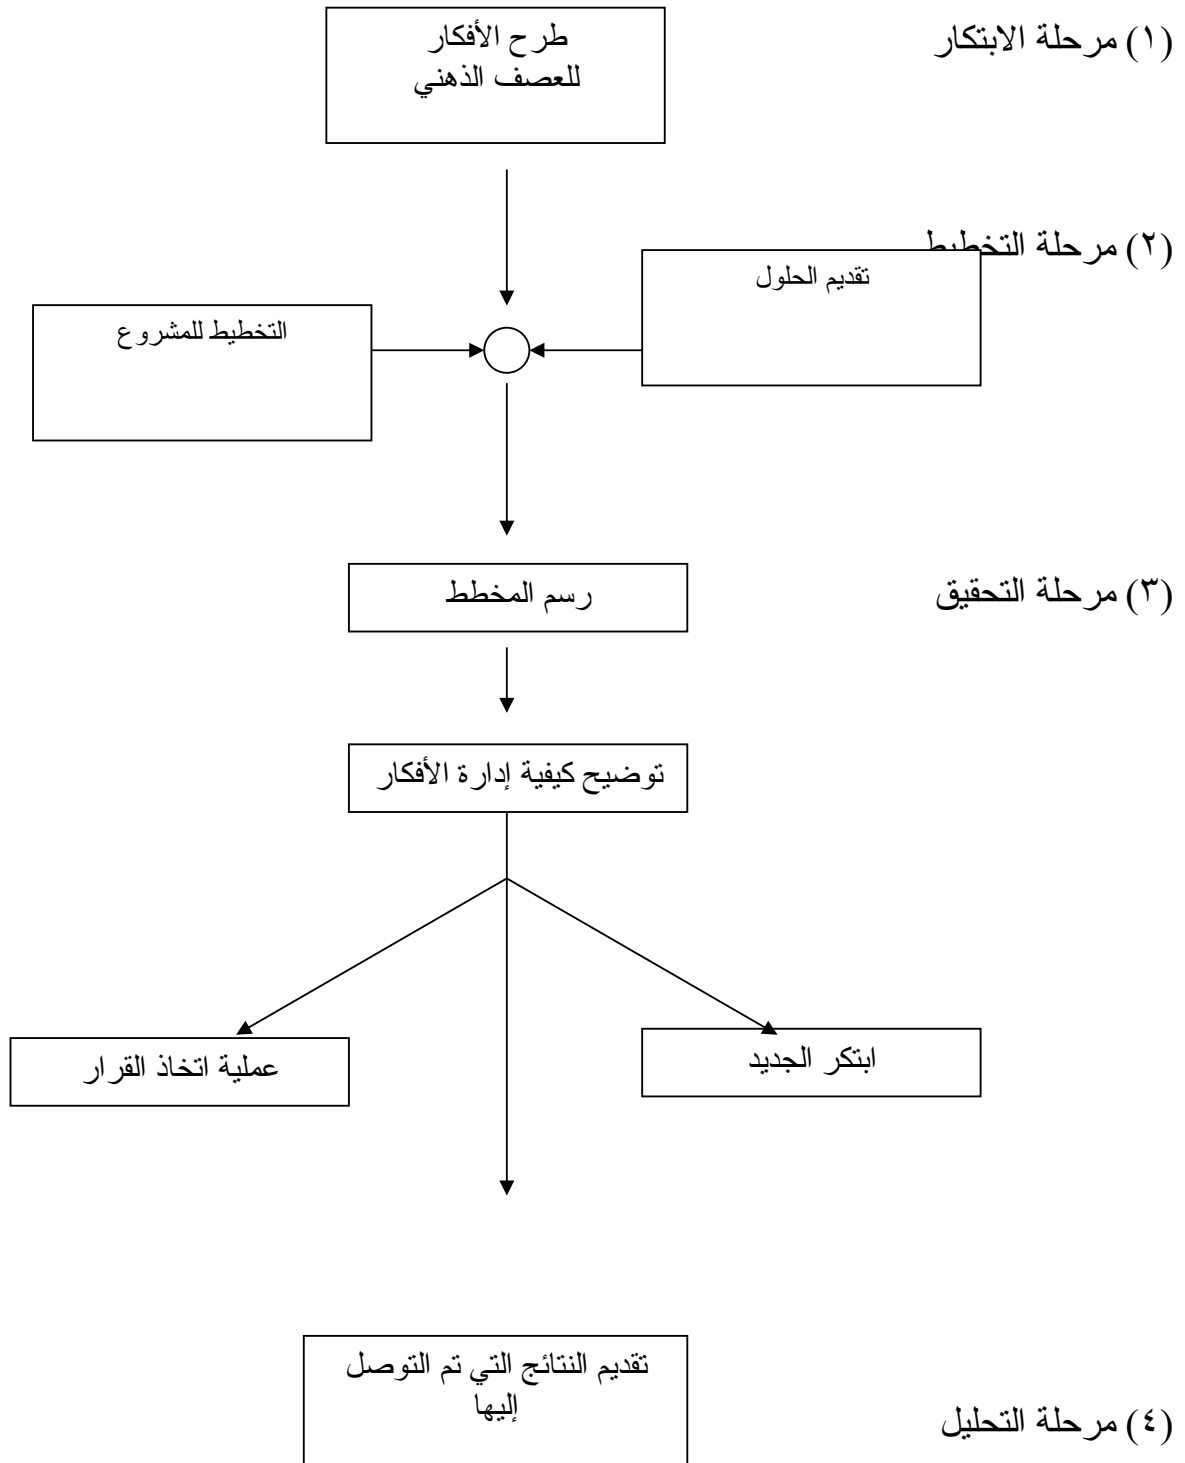 (١) مرحلة الابتكار
طرح الأفكار
للعصف الذهني
(٢) مرحلة التخطيط
تقديم الحلول
التخطيط للمشروع
(٣) مرحلة التحقيق
رسم المخطط
توضيح كيفية إدارة الأفكار
ابتكر الجديد
عملية اتخاذ القرار
تقديم النتائج التي تم التوصل
إليها
(٤) مرحلة التحليل